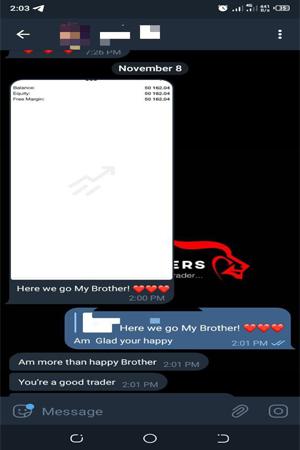 2:03
7:26 PM
November 8
Balance: 50 162.04
Equity: 50 162.04
Free Margin: 50 162.04
ERS
rader...
Here we go My Brother! ❤️❤️❤️
2:00 PM
Here we go My Brother! ❤️❤️❤️
Am Glad your happy 2:01 PM
Am more than happy Brother 2:01 PM
You're a good trader 2:01 PM
Message